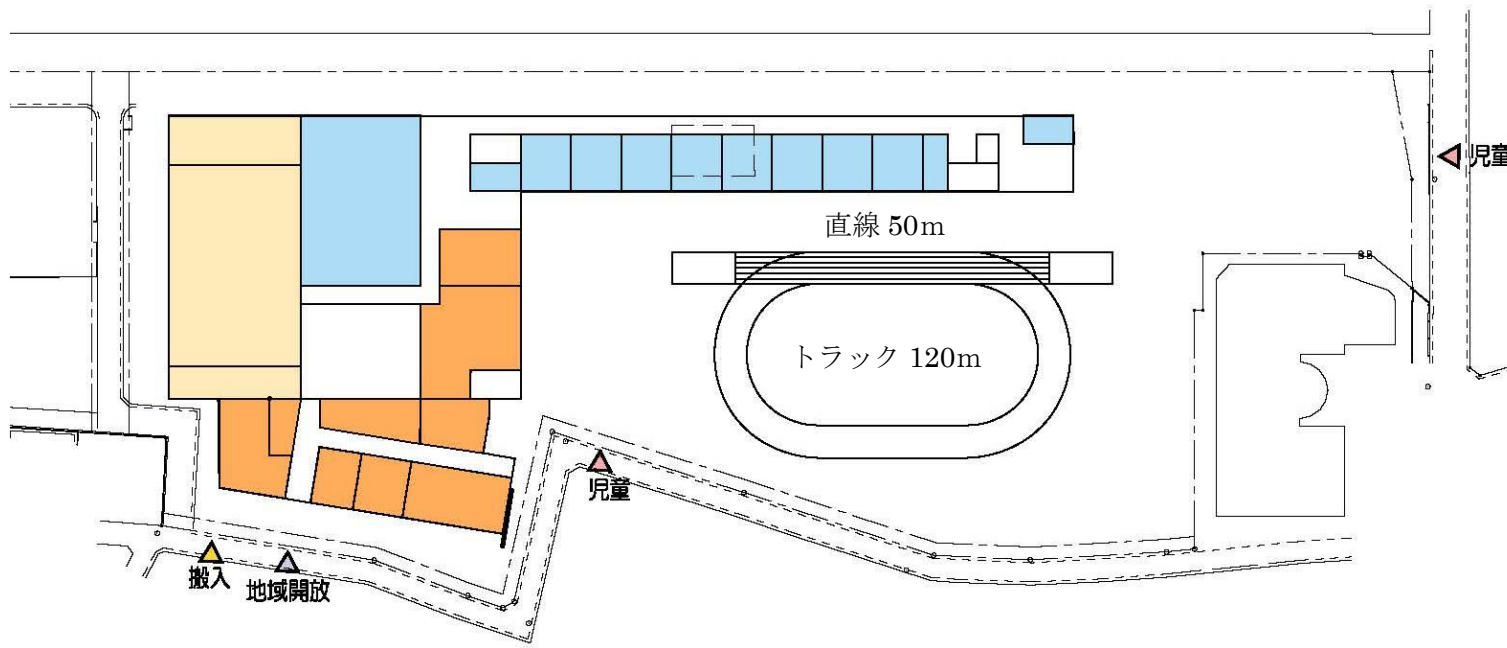 児童
直線 50m
トラック 120m
児童
搬入
地域開放